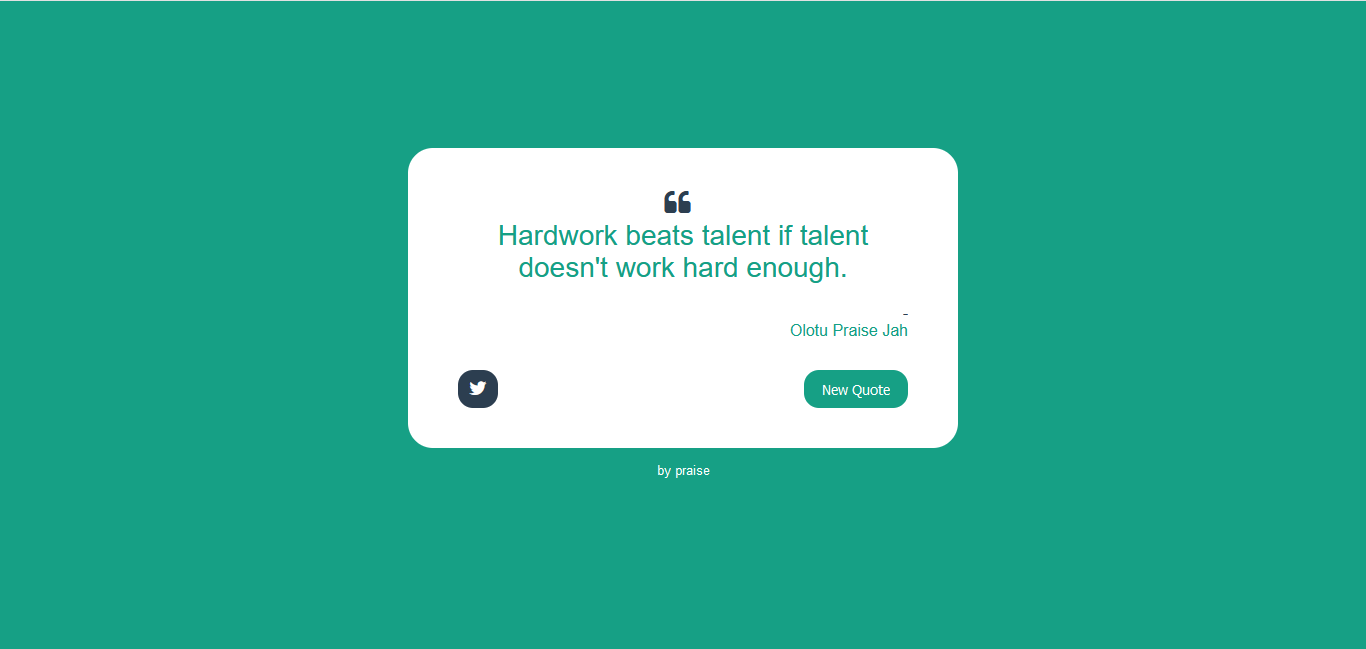 Hardwork beats talent if talent
doesn't work hard enough.
-
Olotu Praise Jah
New Quote
by praise